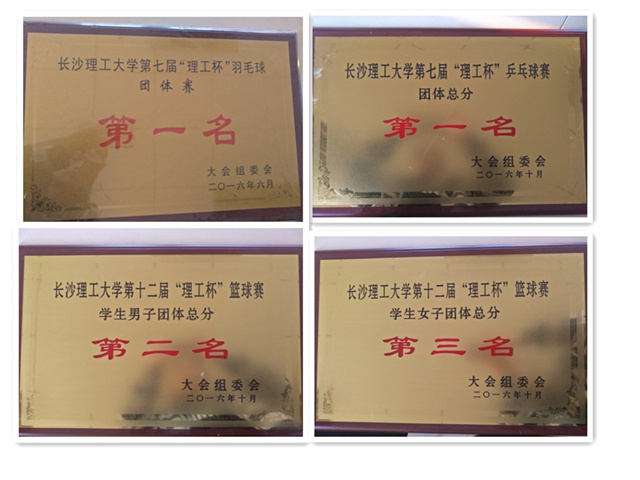 长沙理工大学第七届“理工杯”羽毛球
团体赛
第一名
大会组委会
二〇一六年六月
长沙理工大学第七届“理工杯”乒乓球赛
团体总分
第一名
大会组委会
二〇一六年十月
长沙理工大学第十二届“理工杯”篮球赛
学生男子团体总分
第二名
大会组委会
二〇一六年十月
长沙理工大学第十二届“理工杯”篮球赛
学生女子团体总分
第三名
大会组委会
二〇一六年十月